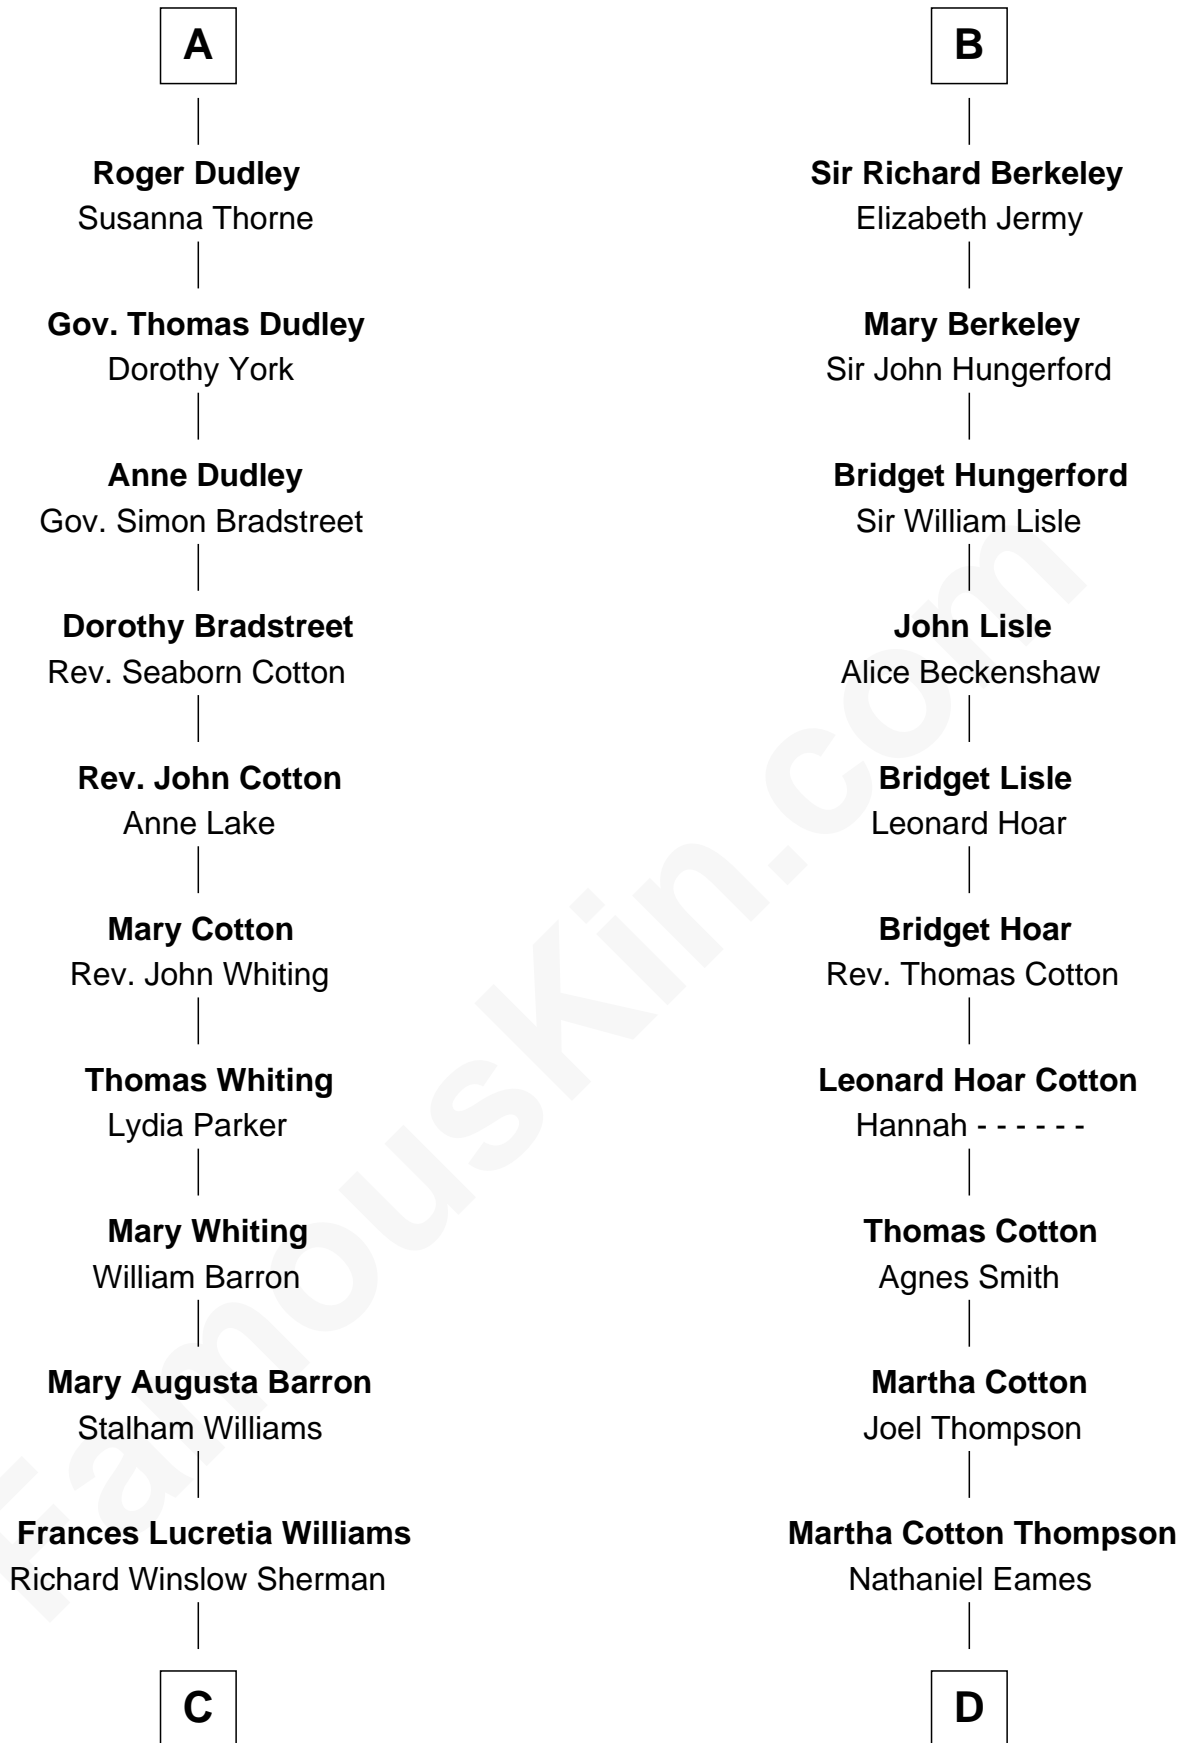 A
Roger Dudley
Susanna Thorne
Gov. Thomas Dudley
Dorothy York
Anne Dudley
Gov. Simon Bradstreet
Dorothy Bradstreet
Rev. Seaborn Cotton
Rev. John Cotton
Anne Lake
Mary Cotton
Rev. John Whiting
Thomas Whiting
Lydia Parker
Mary Whiting
William Barron
Mary Augusta Barron
Stalham Williams
Frances Lucretia Williams
Richard Winslow Sherman
C
B
Sir Richard Berkeley
Elizabeth Jermy
Mary Berkeley
Sir John Hungerford
Bridget Hungerford
Sir William Lisle
John Lisle
Alice Beckenshaw
Bridget Lisle
Leonard Hoar
Bridget Hoar
Rev. Thomas Cotton
Leonard Hoar Cotton
Hannah - - - - - -
Thomas Cotton
Agnes Smith
Martha Cotton
Joel Thompson
Martha Cotton Thompson
Nathaniel Eames
D
FamousKin.com